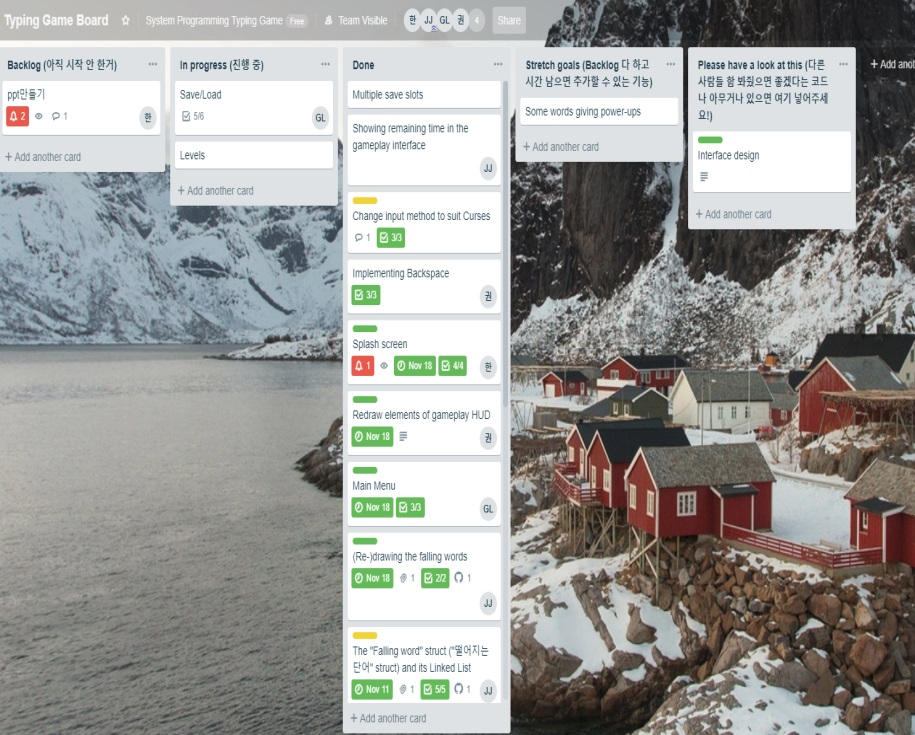 Typing Game Board
System Programming Typing Game Free
Team Visible
한 JJ GL 권 4
Share
Backlog (아직 시작 안 한거)
ppt만들기
2 1
한
+ Add another card
In progress (진행 중)
Save/Load
5/6
GL
Levels
+ Add another card
Done
Multiple save slots
Showing remaining time in the
gameplay interface
JJ
Change input method to suit Curses
1 3/3
Implementing Backspace
3/3
권
Splash screen
1 Nov 18 4/4
한
Redraw elements of gameplay HUD
Nov 18
권
Main Menu
Nov 18 3/3
GL
(Re-)drawing the falling words
Nov 18 1 2/2 1
JJ
The "Falling word" struct ("떨어지는
단어" struct) and its Linked List
Nov 11 1 5/5 1
JJ
+ Add another card
Stretch goals (Backlog 다 하고
시간 남으면 추가할 수 있는 기능)
Some words giving power-ups
+ Add another card
Please have a look at this (다른
사람들 함 봐줬으면 좋겠다는 코드
나 아무거나 있으면 여기 넣어주세
요!)
Interface design
+ Add another card
+ Add anot